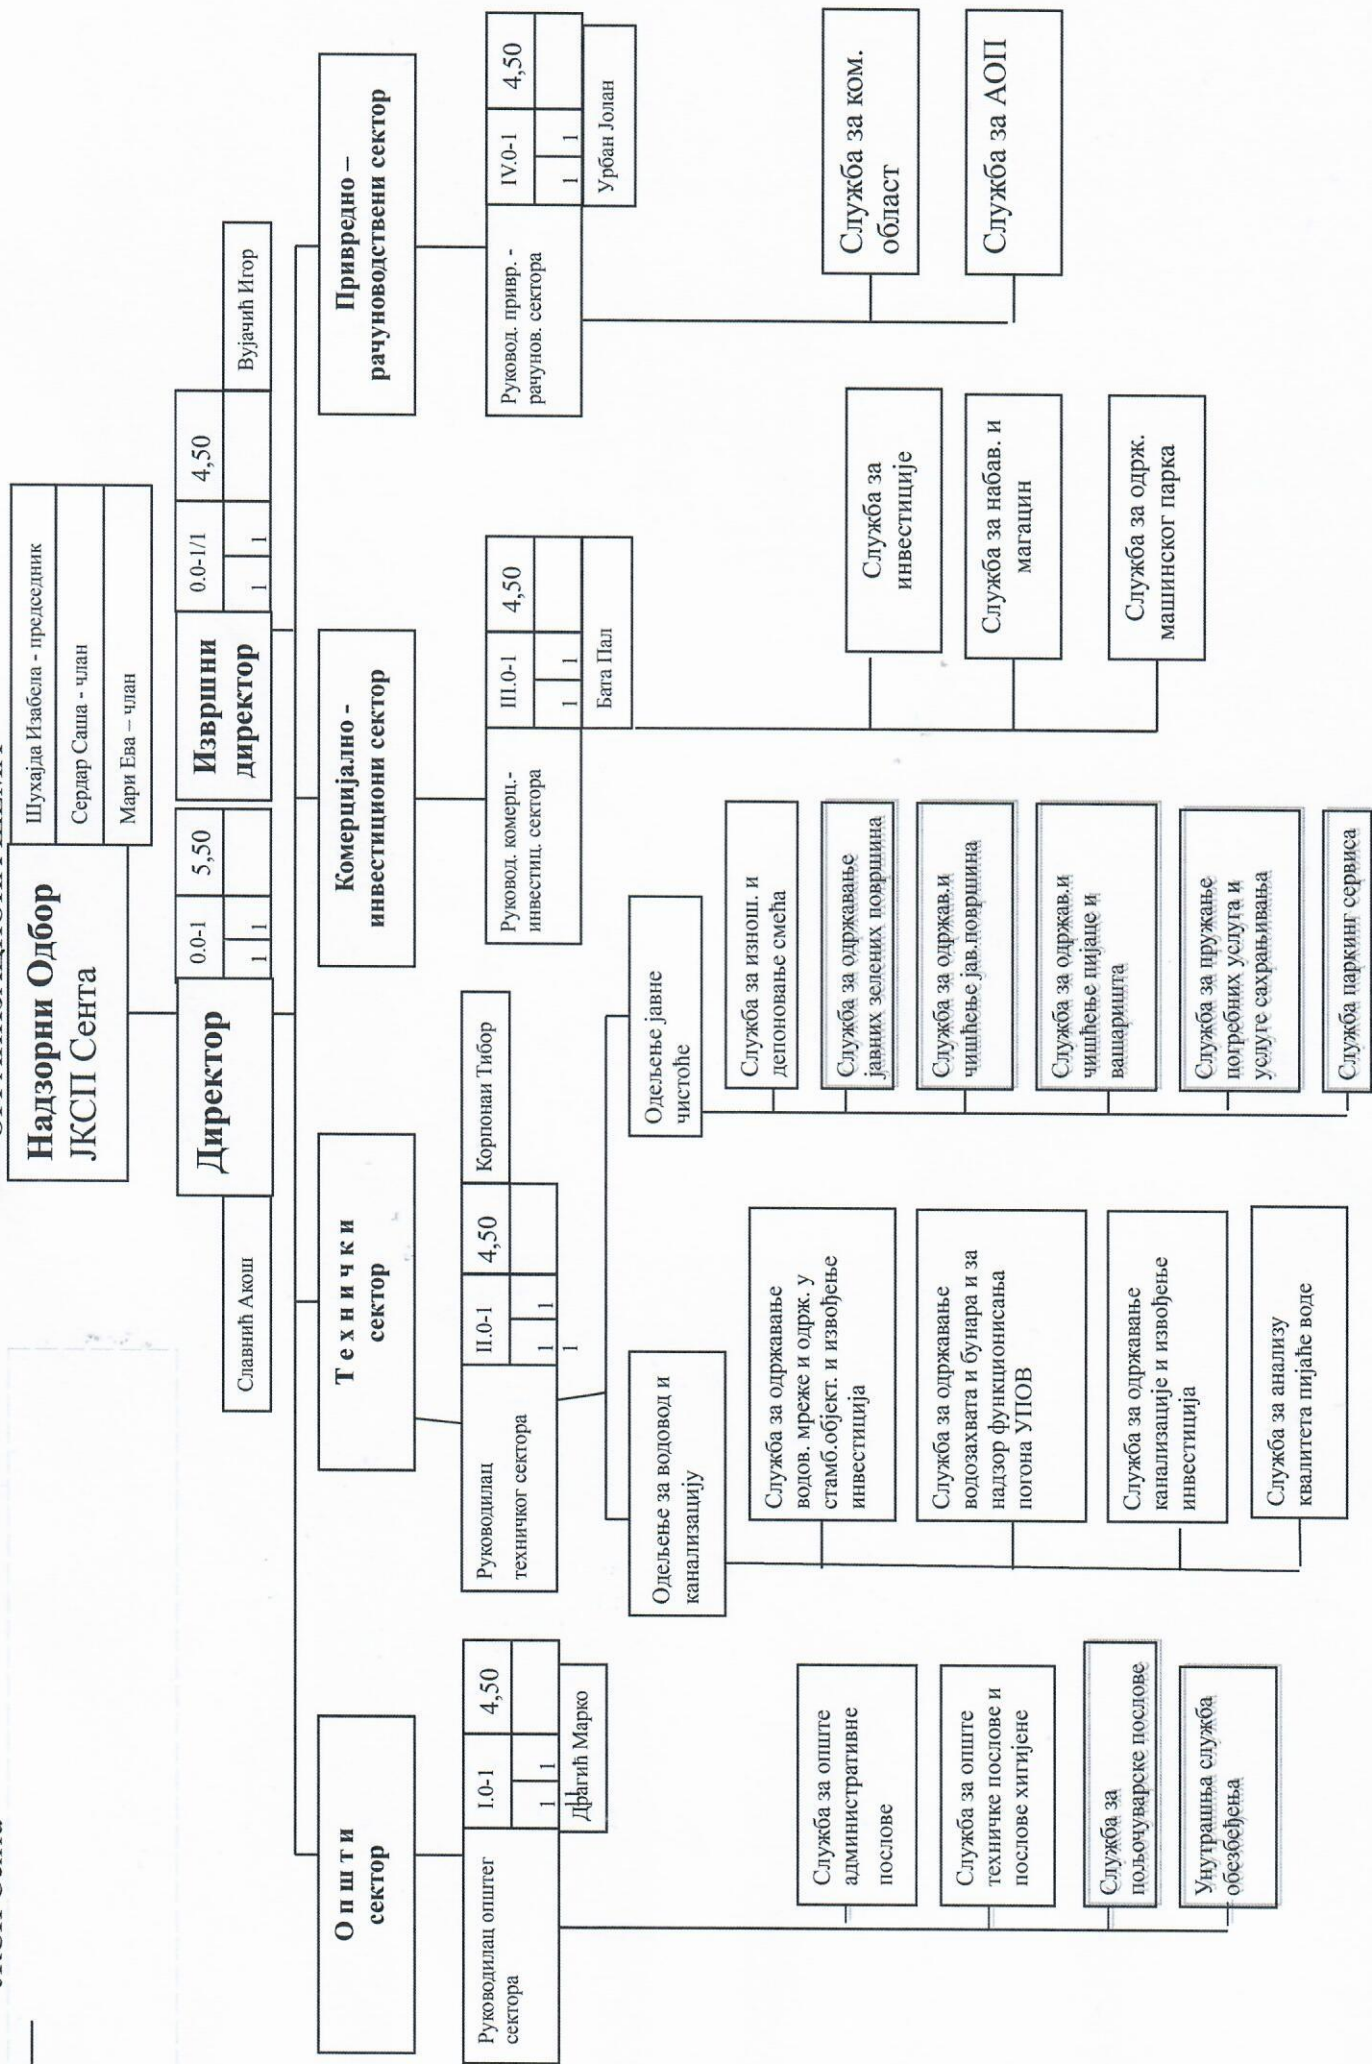 Надзорни Одбор
ЈКСП Сента
Шухајда Изабела - председник
Сердар Саша - члан
Мари Ева – члан
Славнић Акош
Директор
0.0-1
5,50
1
1
Извршни
директор
0.0-1/1
4,50
1
1
Вујачић Игор
О п ш т и
сектор
Т е х н и ч к и
сектор
Комерцијално -
инвестициони сектор
Привредно –
рачуноводствени сектор
Руководилац општег
сектора
I.0-1
4,50
1
1
Драгић Марко
Руководилац
техничког сектора
II.0-1
4,50
1
1
1
Корпонаи Тибор
Руковод. комерц.-
инвестиц. сектора
III.0-1
4,50
1
1
Бата Пал
Руковод. привр. -
рачунов. сектора
IV.0-1
4,50
1
1
Урбан Јолан
Служба за опште
административне
послове
Служба за опште
техничке послове и
послове хигијене
Служба за
пољочуварске послове
Унутрашња служба
обезбеђења
Одељење за водовод и
канализацију
Служба за одржавање
водов. мреже и одрж. у
стамб.објект. и извођење
инвестиција
Служба за одржавање
водозахвата и бунара и за
надзор функционисања
погона УПОВ
Служба за одржавање
канализације и извођење
инвестиција
Служба за анализу
квалитета пијаће воде
Одељење јавне
чистоће
Служба за износ. и
депоновање смећа
Служба за одржавање
јавних зелених површина
Служба за одржав.и
чишћење јав.површина
Служба за одржав.и
чишћење пијаце и
вашаришта
Служба за пружање
погребних услуга и
услуге сахрањивања
Служба паркинг сервиса
Служба за
инвестиције
Служба за набав. и
магацин
Служба за одрж.
машинског парка
Служба за ком.
област
Служба за АОП